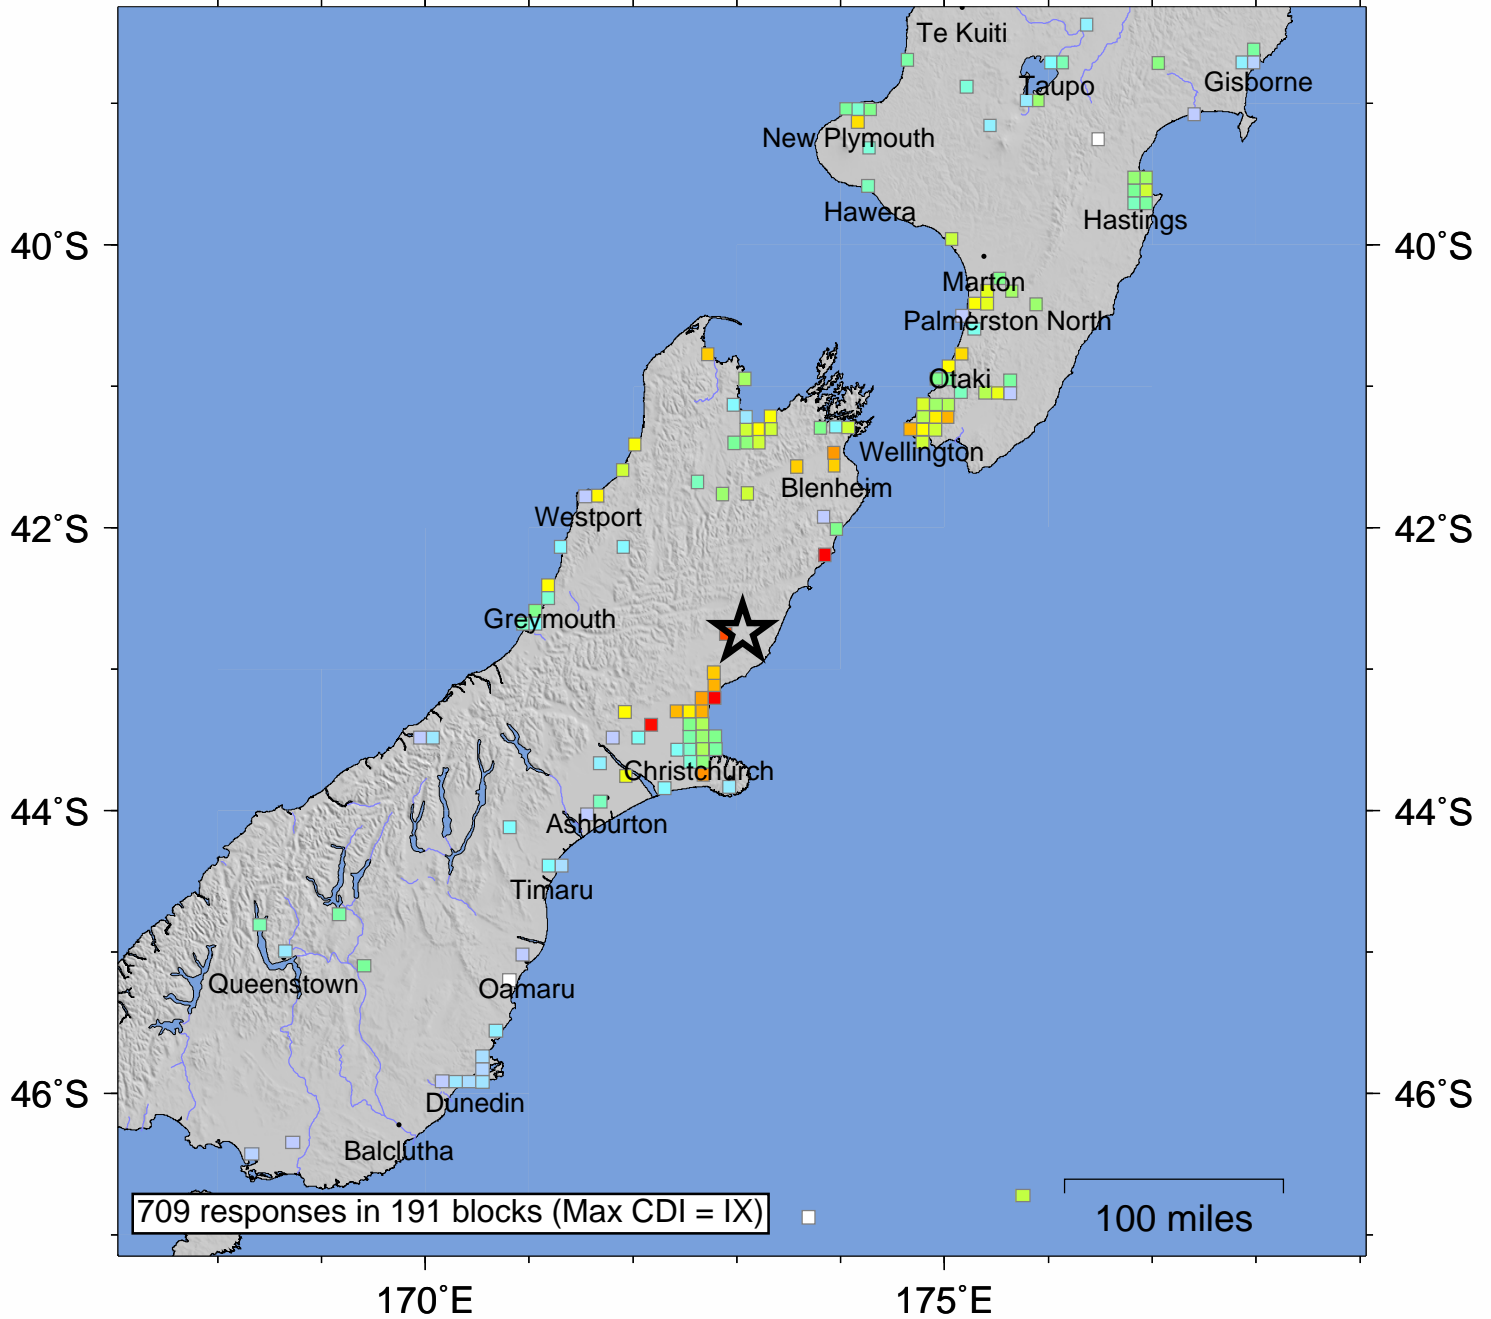 Te Kuiti
Taupo
Gisborne
New Plymouth
Hawera
Hastings
40˚S
40˚S
Marton
Palmerston North
Otaki
Wellington
Blenheim
Westport
42˚S
42˚S
Greymouth
Christchurch
44˚S
44˚S
Ashburton
Timaru
Queenstown
Oamaru
46˚S
46˚S
Dunedin
Balclutha
709 responses in 191 blocks (Max CDI = IX)
100 miles
170˚E
175˚E